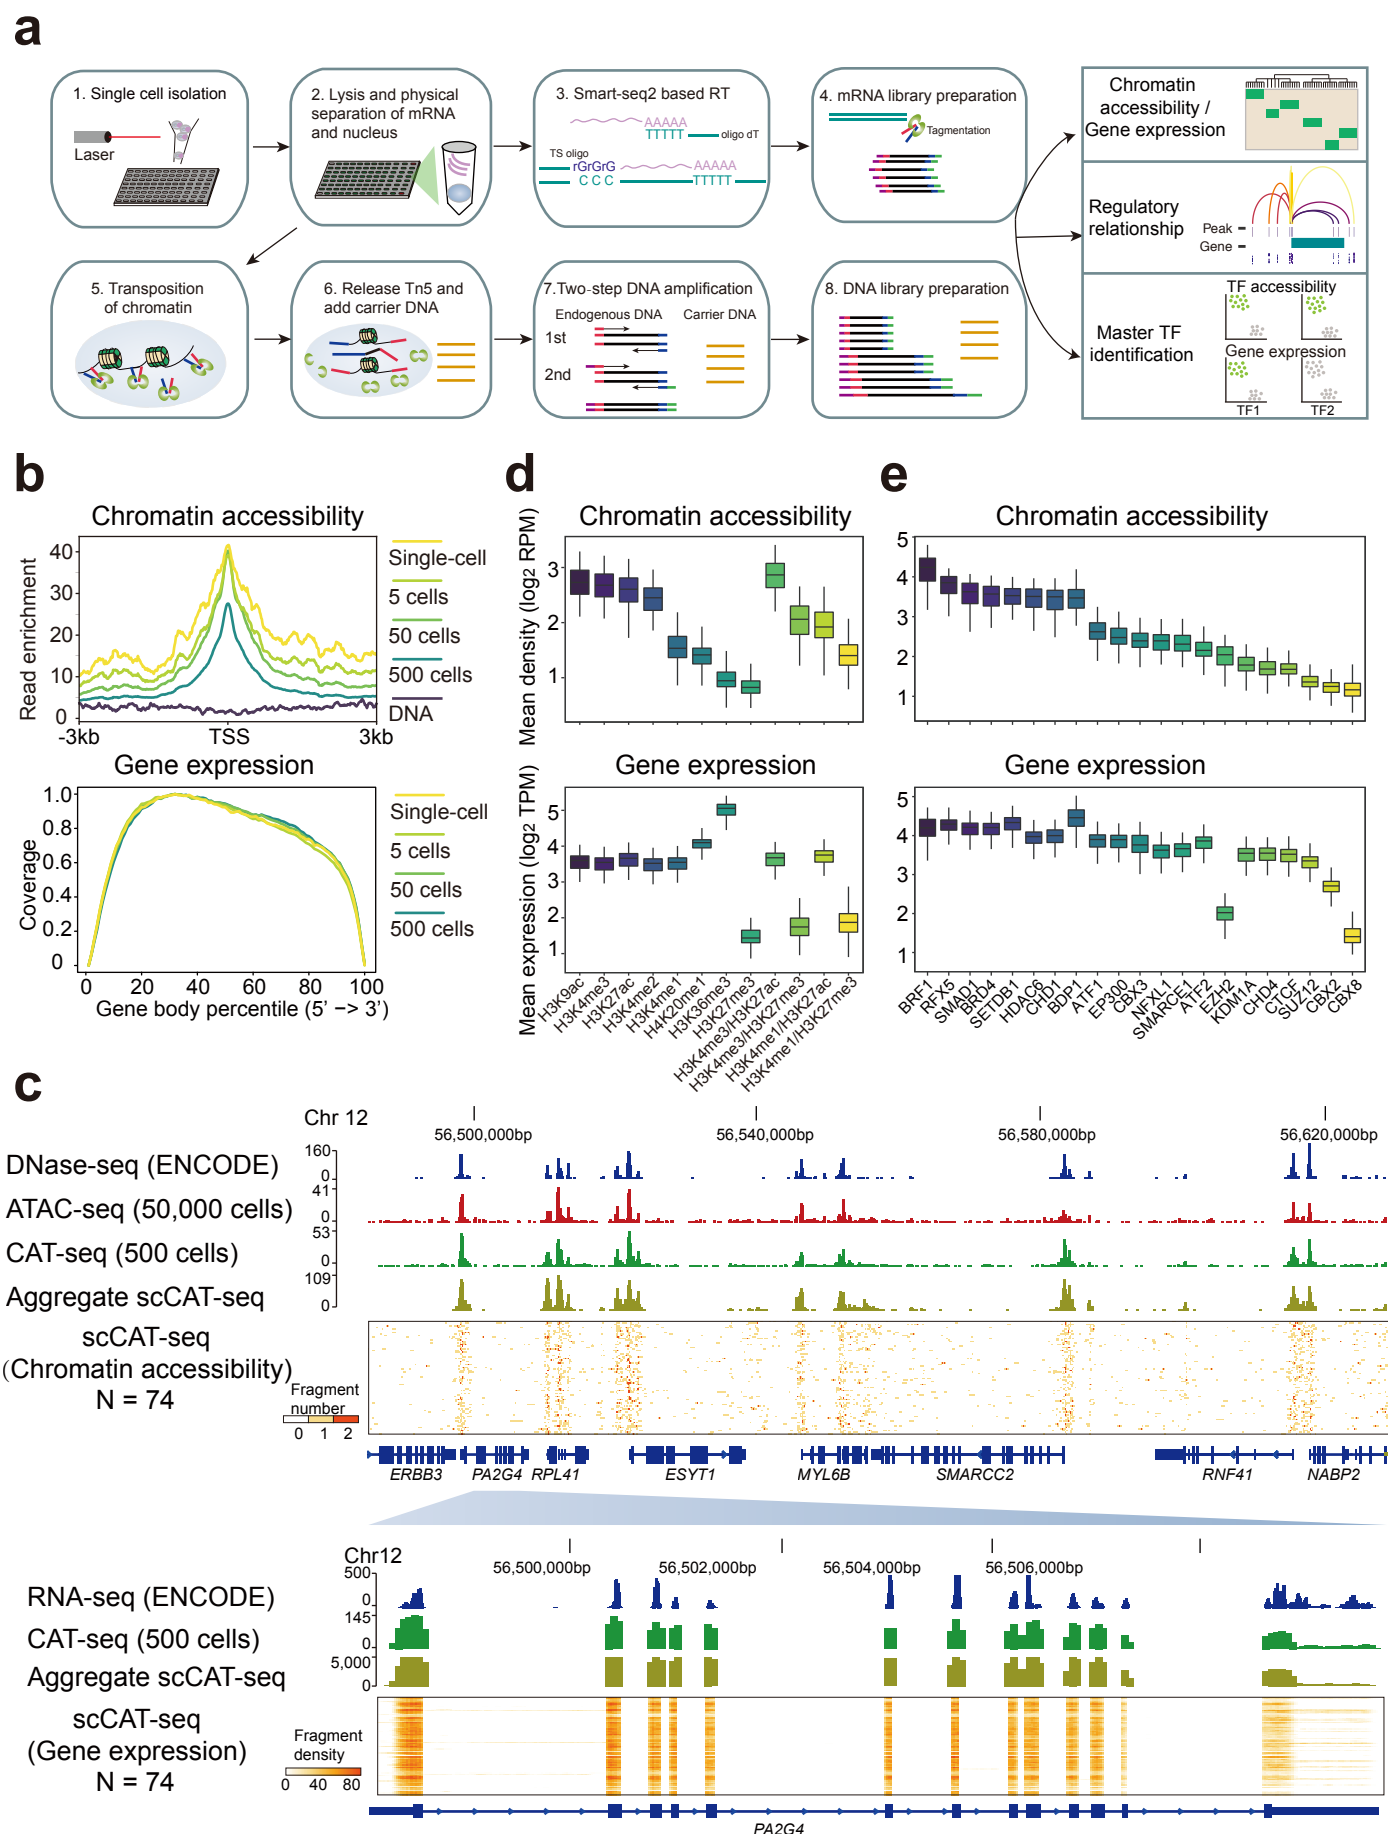 a
1. Single cell isolation
Laser
2. Lysis and physical
separation of mRNA
and nucleus
3. Smart-seq2 based RT
AAAAA
TTTTT
oligo dT
TS oligo
rGrGrG
AAAAA
C C C
TTTTT
4. mRNA library preparation
Tagmentation
5. Transposition
of chromatin
6. Release Tn5 and
add carrier DNA
7.Two-step DNA amplification
Endogenous DNA
Carrier DNA
1st
2nd
8. DNA library preparation
Chromatin
accessibility /
Gene expression
Regulatory
relationship
Peak
Gene
Master TF
identification
TF accessibility
Gene expression
TF1
TF2
b
Chromatin accessibility
Read enrichment
40
30
20
10
0
-3kb
TSS
3kb
Single-cell
5 cells
50 cells
500 cells
DNA
Gene expression
Coverage
1.0
0.8
0.6
0.4
0.2
0
0 20 40 60 80 100
Gene body percentile (5' −> 3')
Single-cell
5 cells
50 cells
500 cells
d
Chromatin accessibility
Mean density (log2 RPM)
3
2
1
Gene expression
Mean expression (log2 TPM)
5
4
3
2
1
H3K9ac
H3K4me3
H3K27ac
H3K4me2
H3K4me1
H4K20me1
H3K36me3
H3K27me3
H3K4me3/H3K27ac
H3K4me3/H3K27me3
H3K4me1/H3K27ac
H3K4me1/H3K27me3
e
Chromatin accessibility
5
4
3
2
1
Gene expression
5
4
3
2
1
BRF1
RFX5
SMAD1
BRD4
SETDB1
HDAC6
CHD1
BDP1
ATF1
EP300
CBX3
NFXL1
SMARCE1
ATF2
EZH2
KDM1A
CHD4
CTCF
SUZ12
CBX2
CBX8
c
Chr 12
56,500,000bp
56,540,000bp
56,580,000bp
56,620,000bp
DNase-seq (ENCODE)
160
0
ATAC-seq (50,000 cells)
41
0
CAT-seq (500 cells)
53
0
Aggregate scCAT-seq
109
0
scCAT-seq
(Chromatin accessibility)
N = 74
Fragment
number
0 1 2
ERBB3
PA2G4
RPL41
ESYT1
MYL6B
SMARCC2
RNF41
NABP2
Chr12
56,500,000bp
56,502,000bp
56,504,000bp
56,506,000bp
RNA-seq (ENCODE)
500
0
CAT-seq (500 cells)
145
0
Aggregate scCAT-seq
5,000
0
scCAT-seq
(Gene expression)
N = 74
Fragment
density
0 40 80
PA2G4